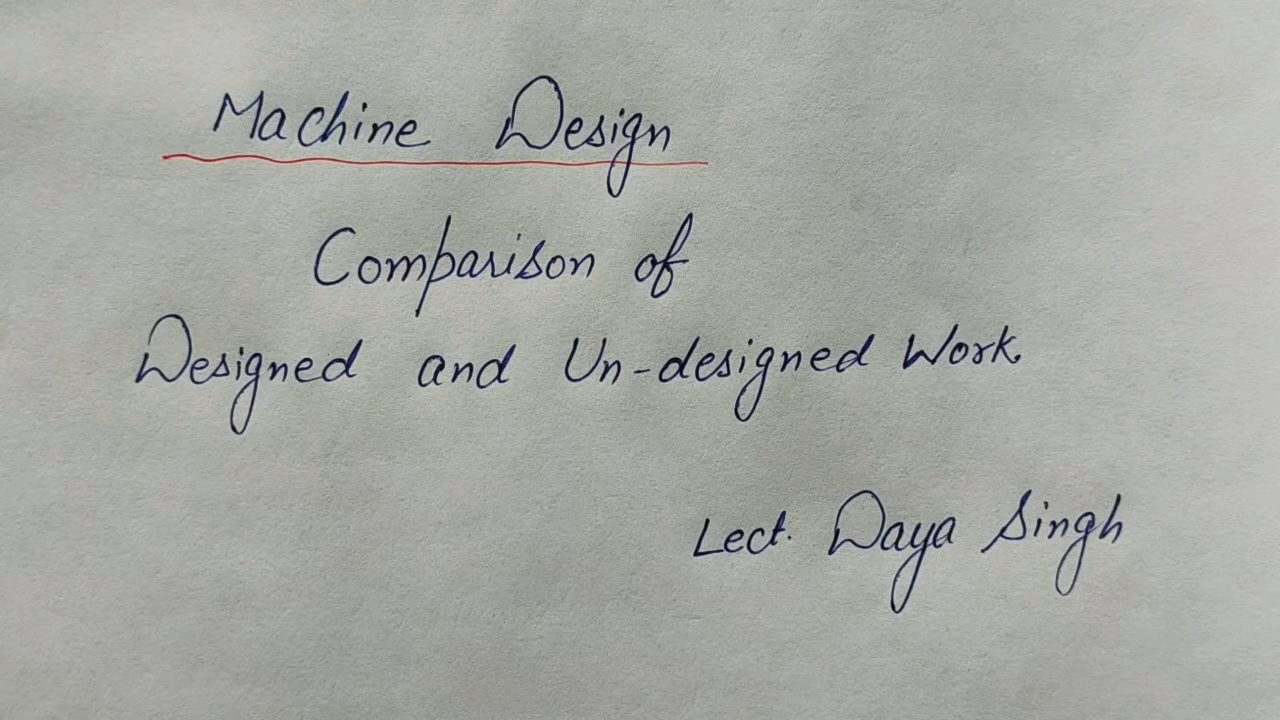 Machine Design
Comparison of
Designed and Un-designed Work.
Lect. Daya Singh